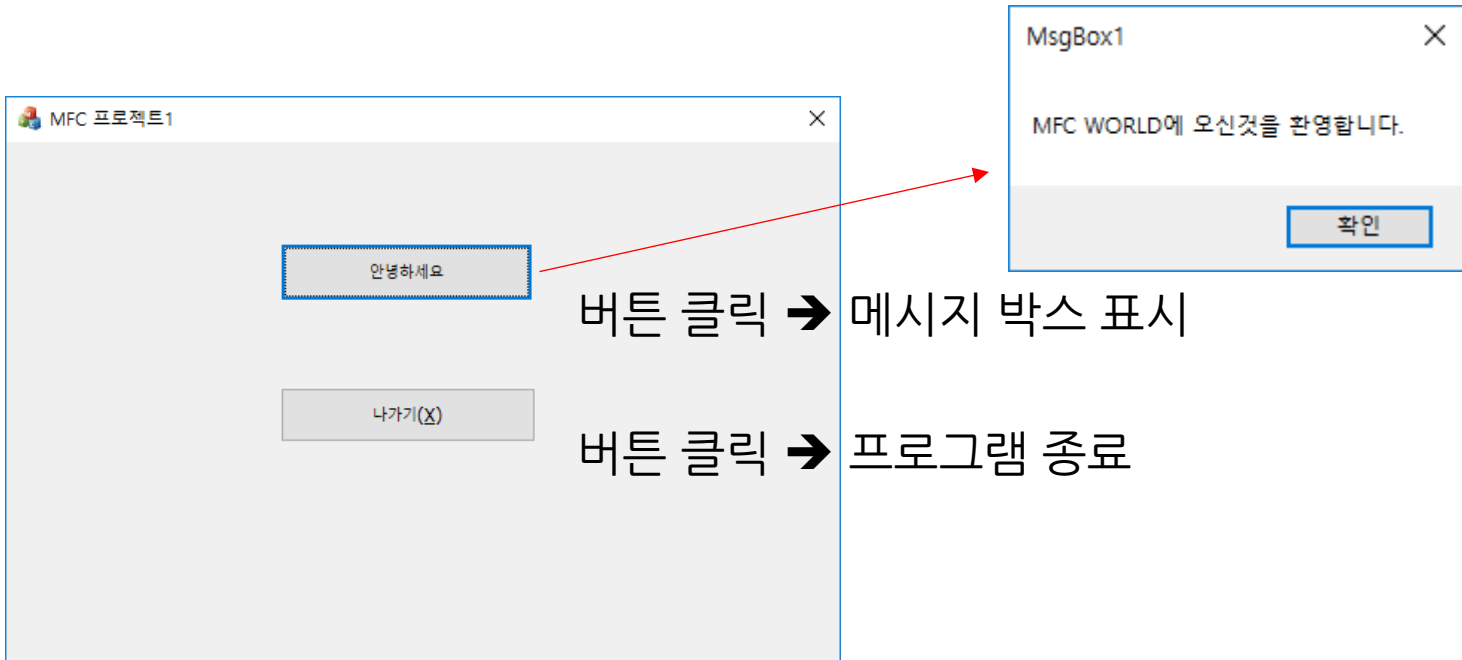 MsgBox1
MFC WORLD에 오신것을 환영합니다.
확인
MFC 프로젝트1
안녕하세요
버튼 클릭 🡺 메시지 박스 표시
나가기(X)
버튼 클릭 🡺 프로그램 종료